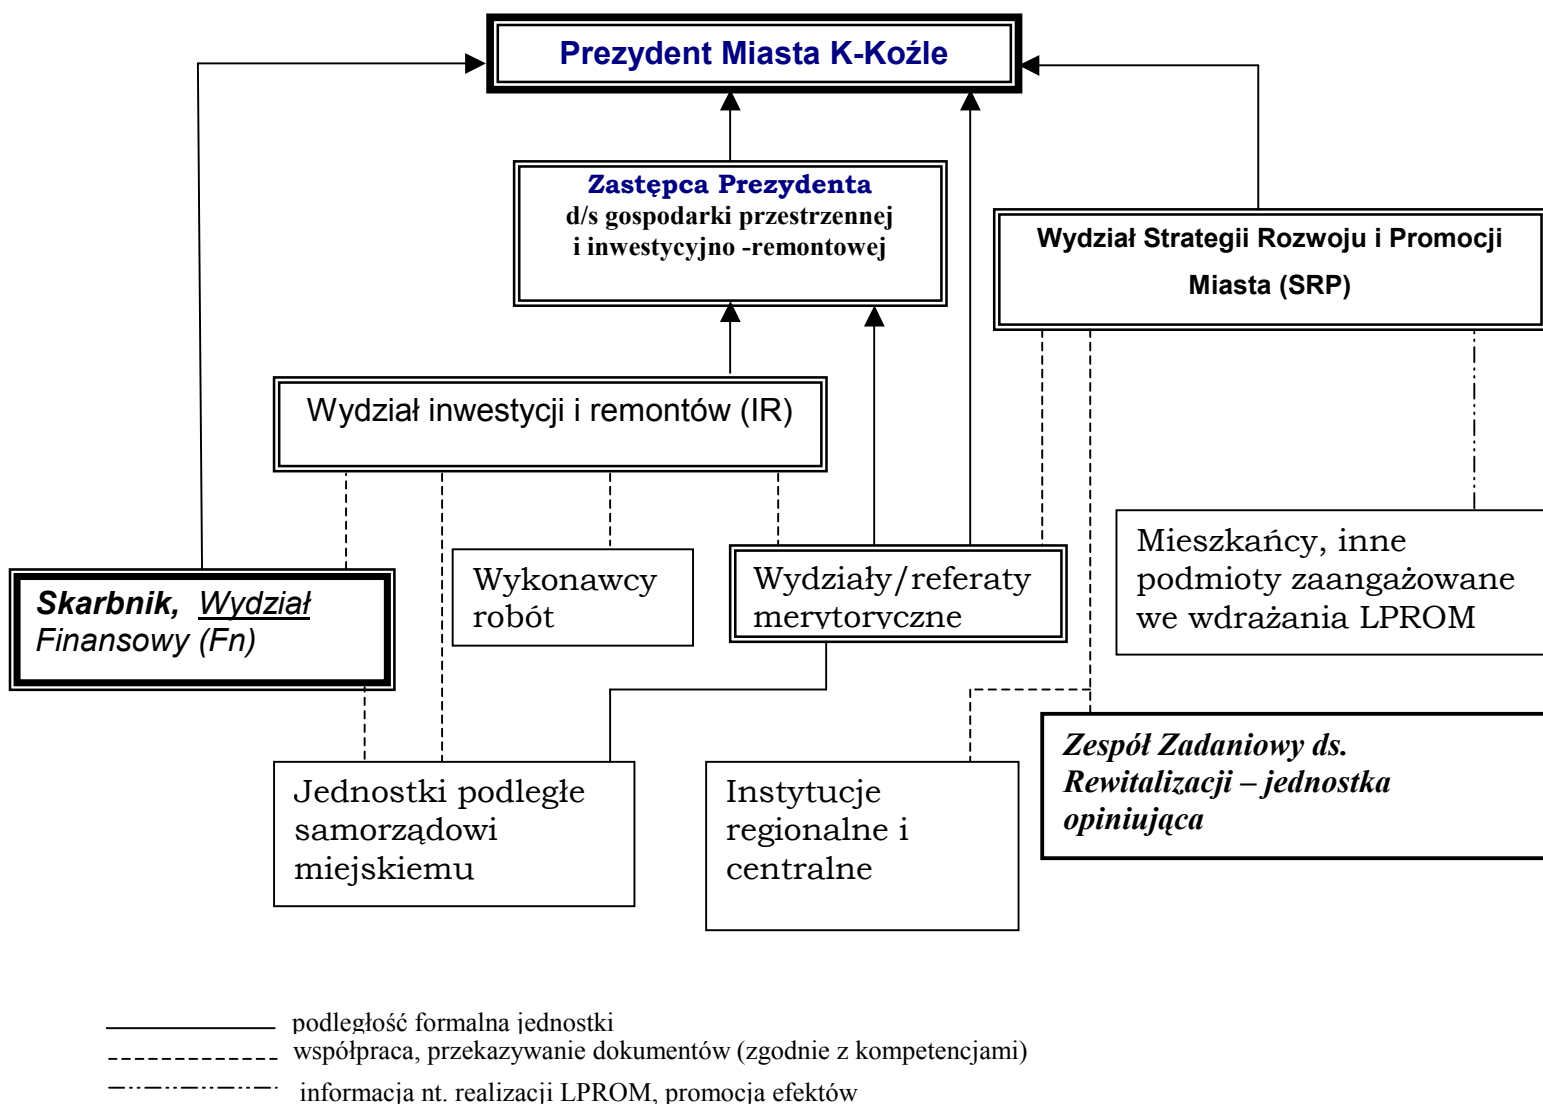 Prezydent Miasta K-Koźle
Zastępca Prezydenta
d/s gospodarki przestrzennej
i inwestycyjno -remontowej
Wydział Strategii Rozwoju i Promocji
Miasta (SRP)
Wydział inwestycji i remontów (IR)
Skarbnik, Wydział
Finansowy (Fn)
Wykonawcy
robót
Wydziały/referaty
merytoryczne
Mieszkańcy, inne
podmioty zaangażowane
we wdrażania LPROM
Jednostki podległe
samorządowi
miejskiemu
Instytucje
regionalne i
centralne
Zespół Zadaniowy ds.
Rewitalizacji – jednostka
opiniująca
podległość formalna jednostki
współpraca, przekazywanie dokumentów (zgodnie z kompetencjami)
informacja nt. realizacji LPROM, promocja efektów